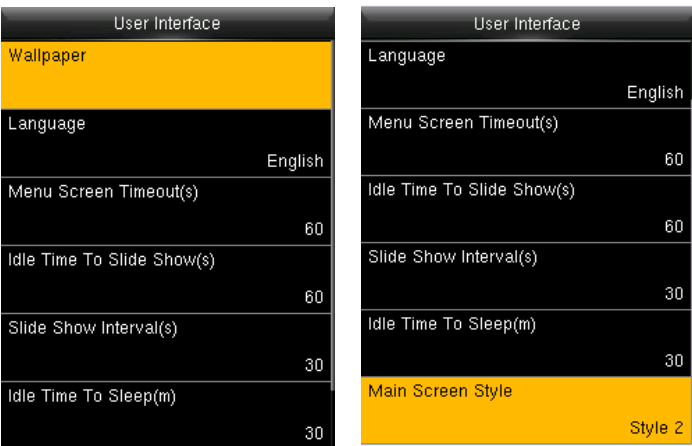 User Interface
Wallpaper
Language
English
Menu Screen Timeout(s)
60
Idle Time To Slide Show(s)
60
Slide Show Interval(s)
30
Idle Time To Sleep(m)
30
User Interface
Language
English
Menu Screen Timeout(s)
60
Idle Time To Slide Show(s)
60
Slide Show Interval(s)
30
Idle Time To Sleep(m)
30
Main Screen Style
Style 2